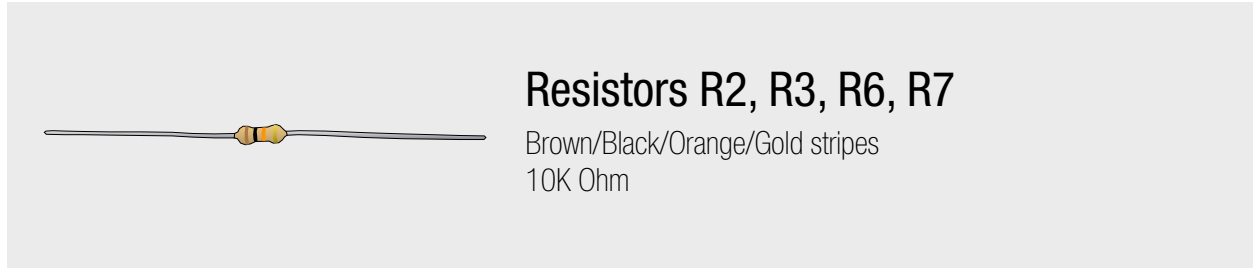 Resistors R2, R3, R6, R7
Brown/Black/Orange/Gold stripes
10K Ohm